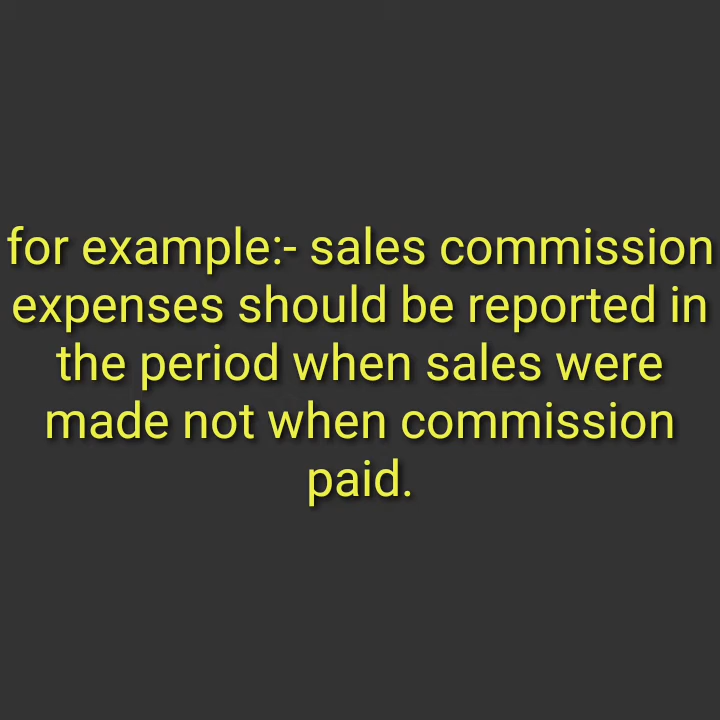 for example:- sales commission
expenses should be reported in
the period when sales were
made not when commission
paid.